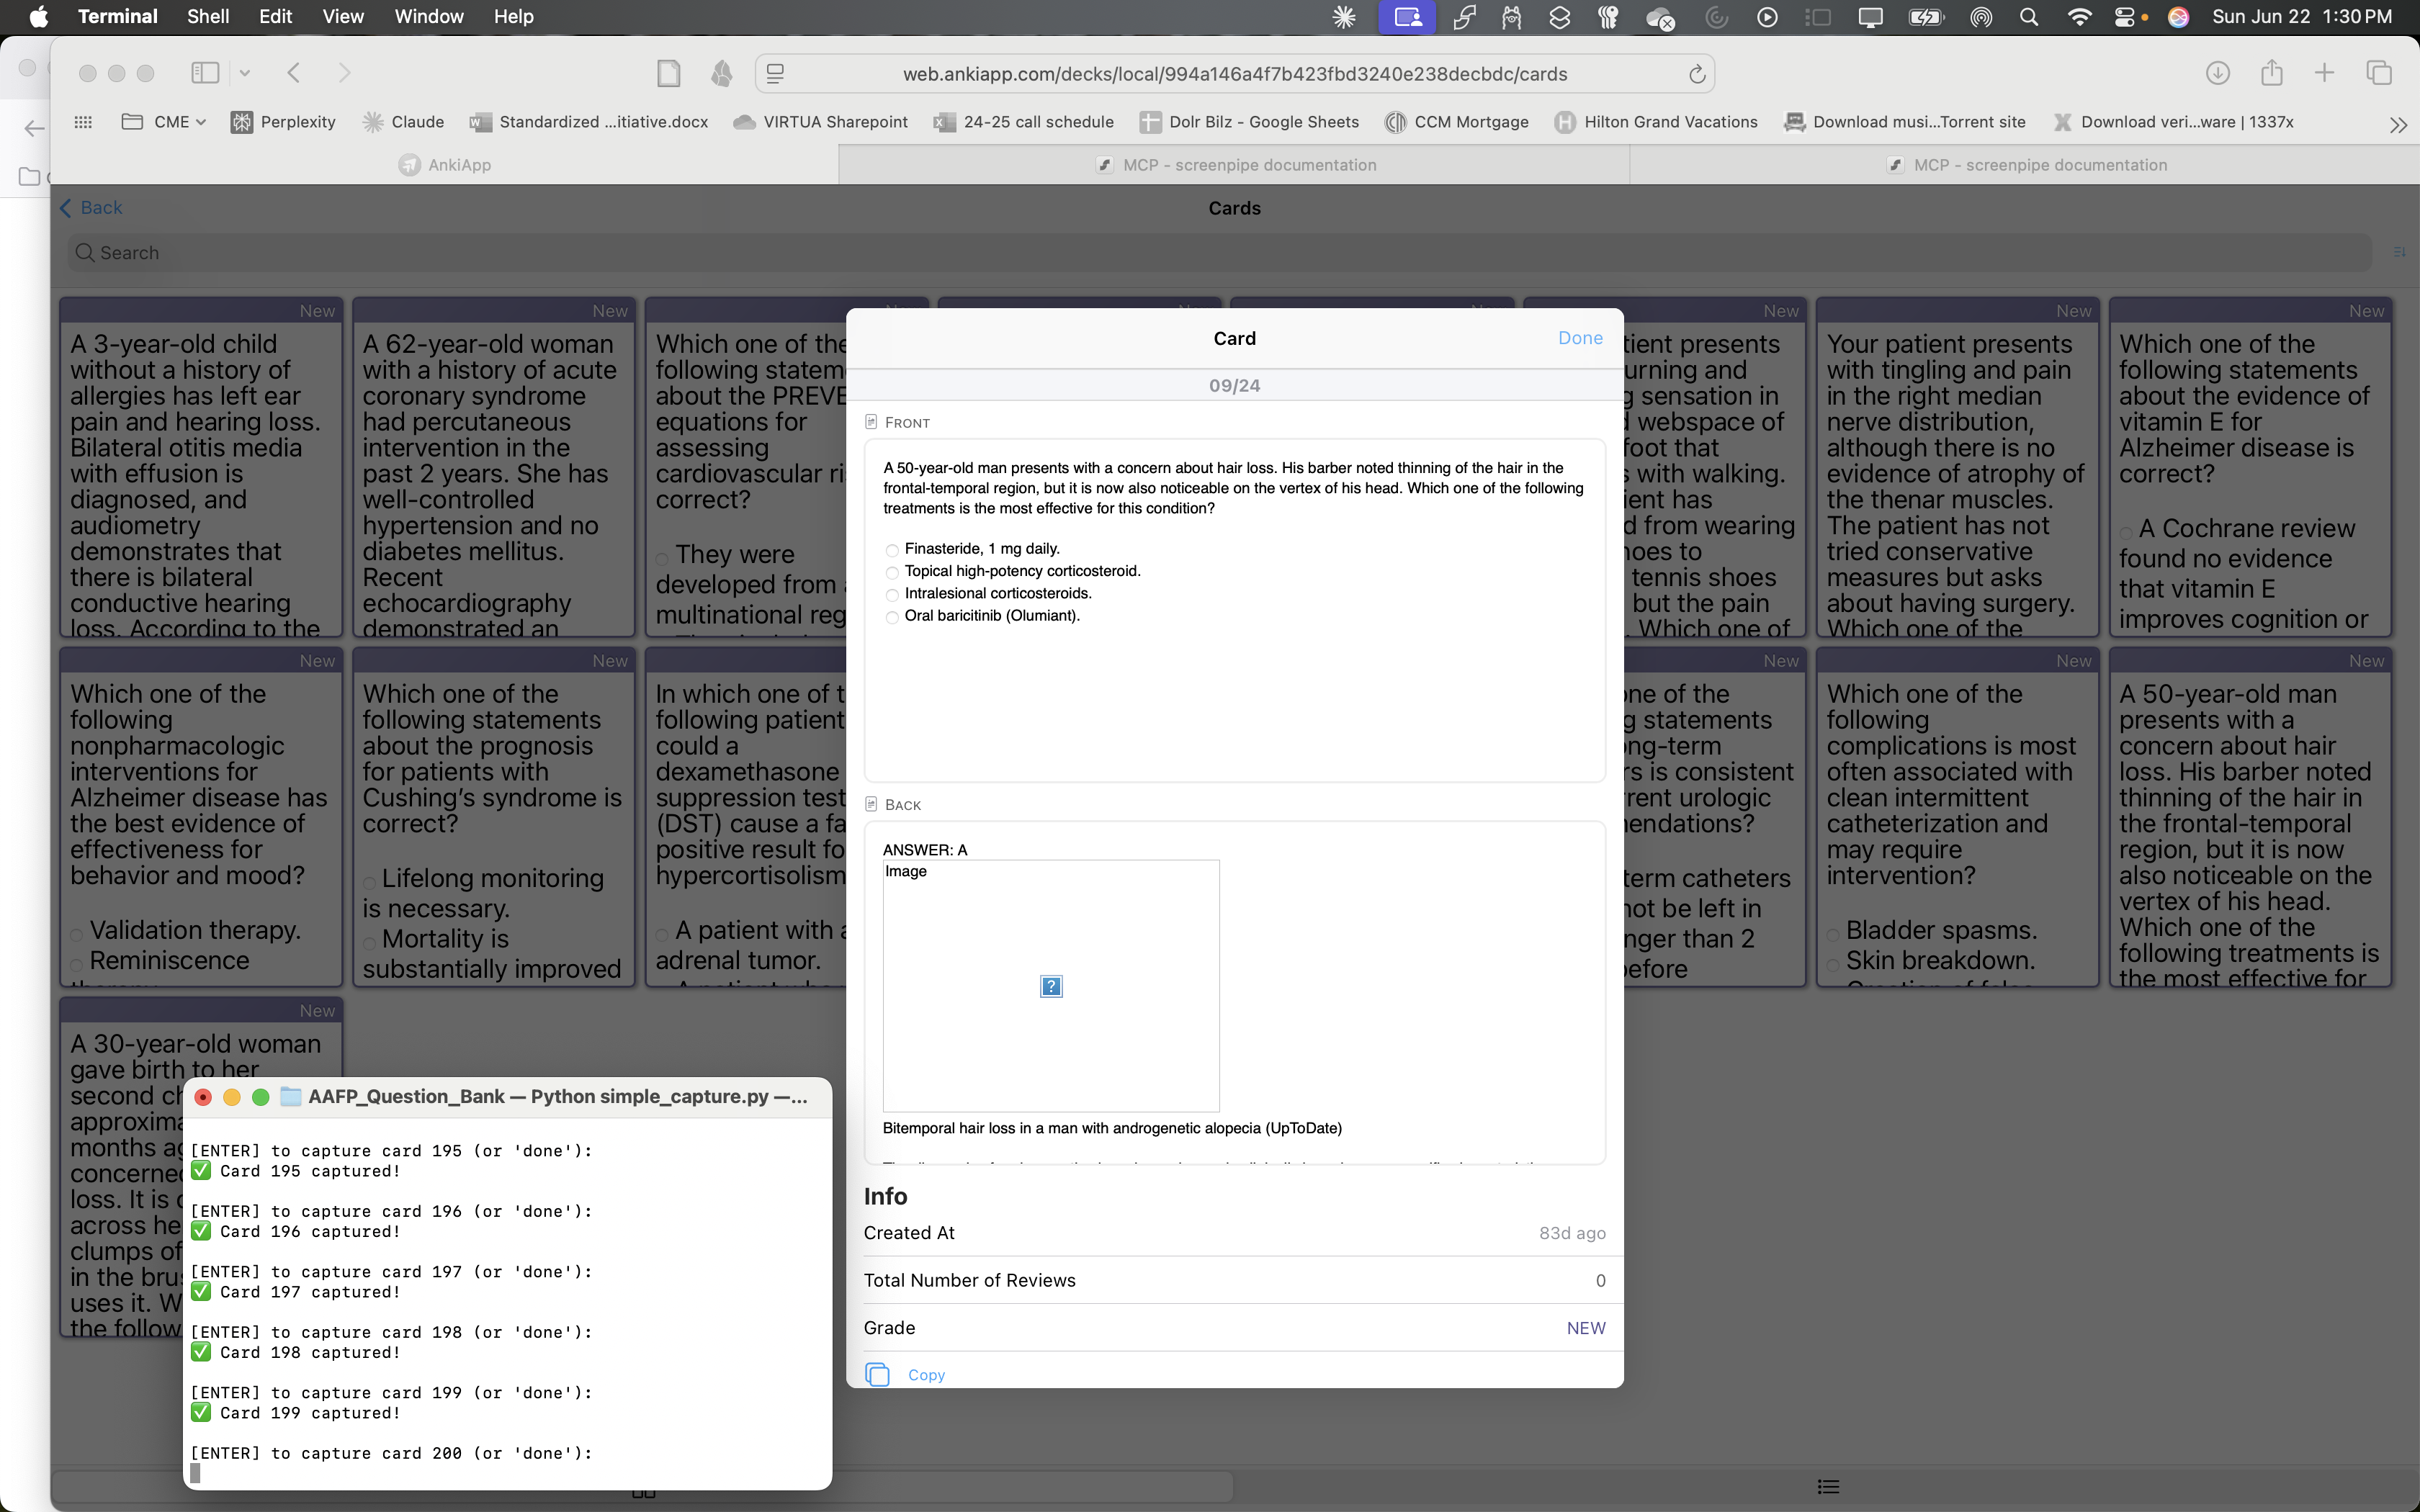 Terminal Shell Edit View Window Help
Sun Jun 22 1:30 PM
web.ankiapp.com/decks/local/994a146a4f7b423fbd3240e238decbdc/cards
CME Perplexity Claude Standardized ...itiative.docx VIRTUA Sharepoint 24-25 call schedule Dolr Bilz - Google Sheets CCM Mortgage Hilton Grand Vacations Download musi...Torrent site Download veri...ware | 1337x
AnkiApp MCP - screenpipe documentation MCP - screenpipe documentation
Back Cards
Search
New
A 3-year-old child
without a history of
allergies has left ear
pain and hearing loss.
Bilateral otitis media
with effusion is
diagnosed, and
audiometry
demonstrates that
there is bilateral
conductive hearing
loss. According to the
New
A 62-year-old woman
with a history of acute
coronary syndrome
had percutaneous
intervention in the
past 2 years. She has
well-controlled
hypertension and no
diabetes mellitus.
Recent
echocardiography
demonstrated an
Which one of the
following statem
about the PREVE
equations for
assessing
cardiovascular ri
correct?
They were
developed from
multinational reg
New
tient presents
urning and
g sensation in
d webspace of
foot that
s with walking.
ient has
d from wearing
noes to
tennis shoes
but the pain
. Which one of
New
Your patient presents
with tingling and pain
in the right median
nerve distribution,
although there is no
evidence of atrophy of
the thenar muscles.
The patient has not
tried conservative
measures but asks
about having surgery.
Which one of the
New
Which one of the
following statements
about the evidence of
vitamin E for
Alzheimer disease is
correct?
A Cochrane review
found no evidence
that vitamin E
improves cognition or
New
Which one of the
following
nonpharmacologic
interventions for
Alzheimer disease has
the best evidence of
effectiveness for
behavior and mood?
Validation therapy.
Reminiscence
New
Which one of the
following statements
about the prognosis
for patients with
Cushing's syndrome is
correct?
Lifelong monitoring
is necessary.
Mortality is
substantially improved
In which one of t
following patient
could a
dexamethasone
suppression test
(DST) cause a fa
positive result fo
hypercortisolism
A patient with a
adrenal tumor.
New
one of the
g statements
ong-term
rs is consistent
rent urologic
nendations?
term catheters
not be left in
nger than 2
before
New
Which one of the
following
complications is most
often associated with
clean intermittent
catheterization and
may require
intervention?
Bladder spasms.
Skin breakdown.
New
A 50-year-old man
presents with a
concern about hair
loss. His barber noted
thinning of the hair in
the frontal-temporal
region, but it is now
also noticeable on the
vertex of his head.
Which one of the
following treatments is
the most effective for
New
A 30-year-old woman
gave birth to her
second ch
approxima
months ag
concerne
loss. It is c
across he
clumps of
in the brus
uses it. W
the follow
Card
Done
09/24
FRONT
A 50-year-old man presents with a concern about hair loss. His barber noted thinning of the hair in the
frontal-temporal region, but it is now also noticeable on the vertex of his head. Which one of the following
treatments is the most effective for this condition?
Finasteride, 1 mg daily.
Topical high-potency corticosteroid.
Intralesional corticosteroids.
Oral baricitinib (Olumiant).
BACK
ANSWER: A
Image
Bitemporal hair loss in a man with androgenetic alopecia (UpToDate)
Info
Created At 83d ago
Total Number of Reviews 0
Grade NEW
Copy
AAFP_Question_Bank — Python simple_capture.py —...
[ENTER] to capture card 195 (or 'done'):
✅ Card 195 captured!
[ENTER] to capture card 196 (or 'done'):
✅ Card 196 captured!
[ENTER] to capture card 197 (or 'done'):
✅ Card 197 captured!
[ENTER] to capture card 198 (or 'done'):
✅ Card 198 captured!
[ENTER] to capture card 199 (or 'done'):
✅ Card 199 captured!
[ENTER] to capture card 200 (or 'done'):